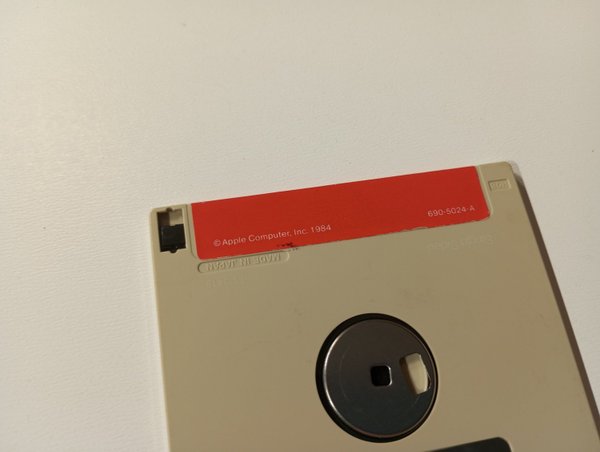 © Apple Computer, Inc. 1984
690-5024-A
MADE IN JAPAN